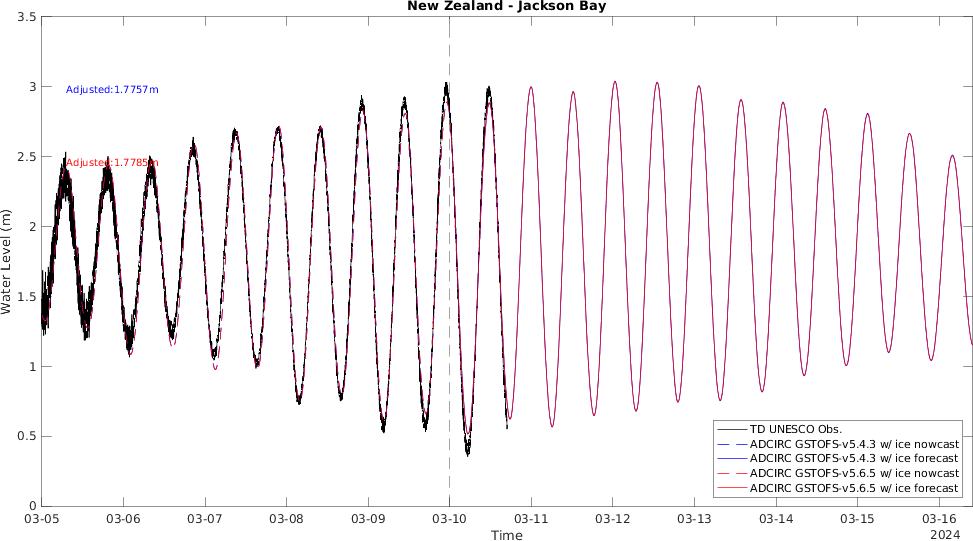 New Zealand - Jackson Bay
3.5
3
2.5
2
1.5
1
0.5
0
Water Level (m)
Adjusted:1.7757m
Adjusted:1.7785m
TD UNESCO Obs.
ADCIRC GSTOFS-v5.4.3 w/ ice nowcast
ADCIRC GSTOFS-v5.4.3 w/ ice forecast
ADCIRC GSTOFS-v5.6.5 w/ ice nowcast
ADCIRC GSTOFS-v5.6.5 w/ ice forecast
03-05 03-06 03-07 03-08 03-09 03-10 03-11 03-12 03-13 03-14 03-15 03-16
Time
2024